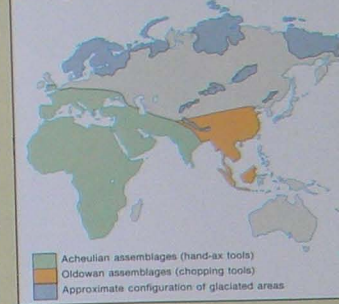 Acheulian assemblages (hand-ax tools)
Oldowan assemblages (chopping tools)
Approximate configuration of glaciated areas